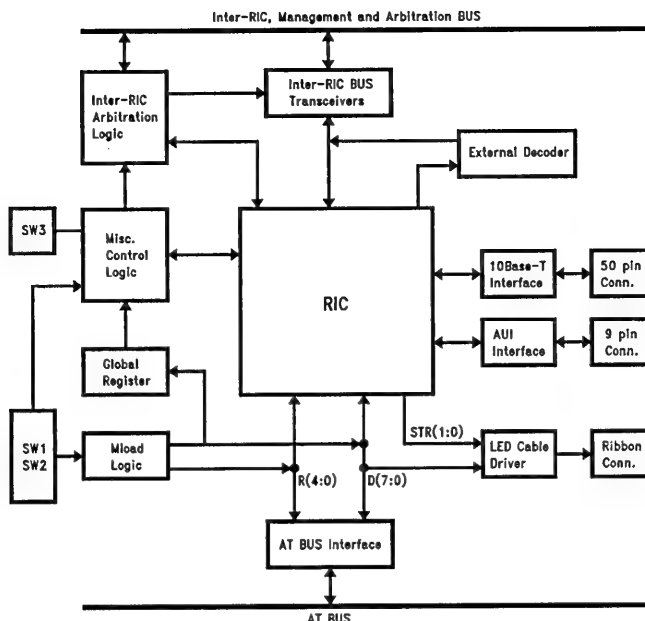 Inter-RIC, Management and Arbitration BUS
Inter-RIC
Arbitration
Logic
Inter-RIC BUS
Transceivers
External Decoder
SW3
Misc.
Control
Logic
RIC
10Base-T
Interface
50 pin
Conn.
AUI
Interface
9 pin
Conn.
Global
Register
SW1
SW2
Mload
Logic
STR(1:0)
LED Cable
Driver
Ribbon
Conn.
R(4:0)
D(7:0)
AT BUS Interface
AT BUS